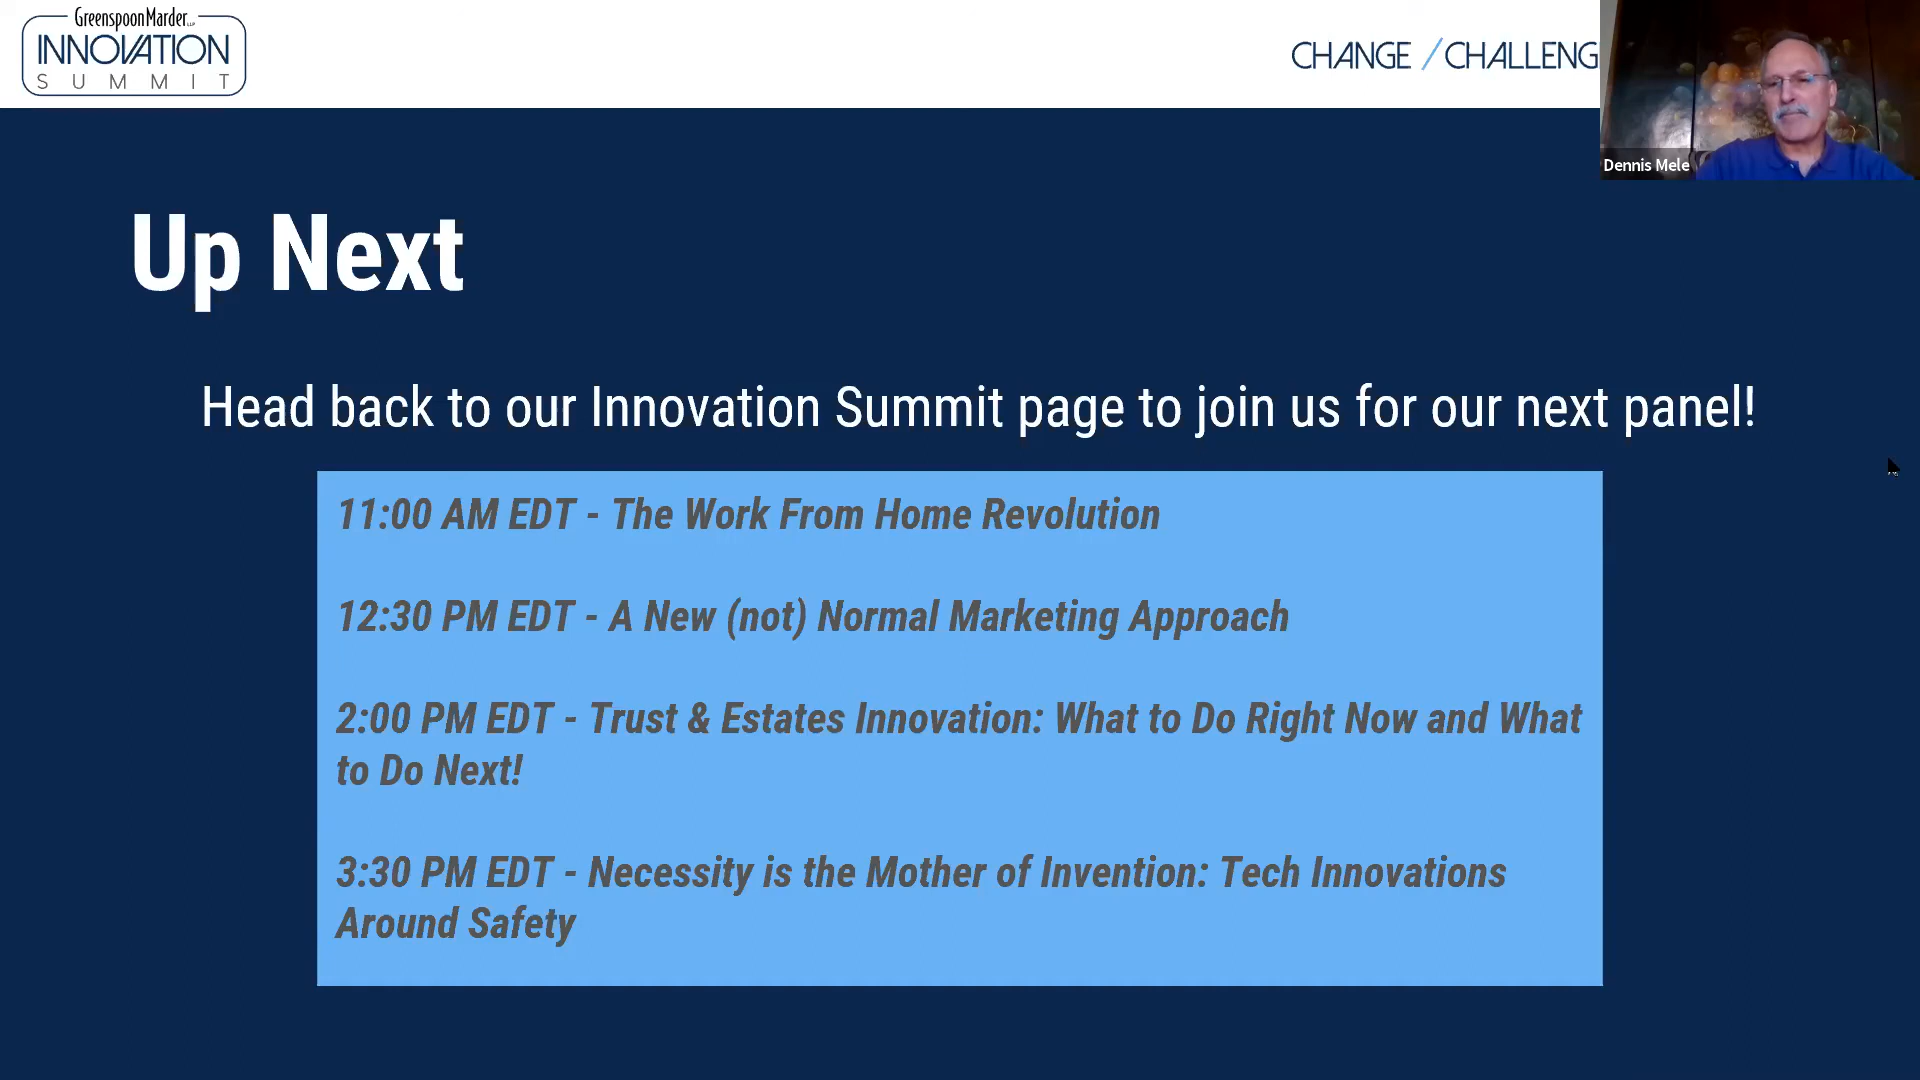 GreenspoonMarder LLP
INNOVATION
SUMMIT
CHANGE / CHALLENG
Dennis Mele
Up Next
Head back to our Innovation Summit page to join us for our next panel!
11:00 AM EDT - The Work From Home Revolution
12:30 PM EDT - A New (not) Normal Marketing Approach
2:00 PM EDT - Trust & Estates Innovation: What to Do Right Now and What
to Do Next!
3:30 PM EDT - Necessity is the Mother of Invention: Tech Innovations
Around Safety